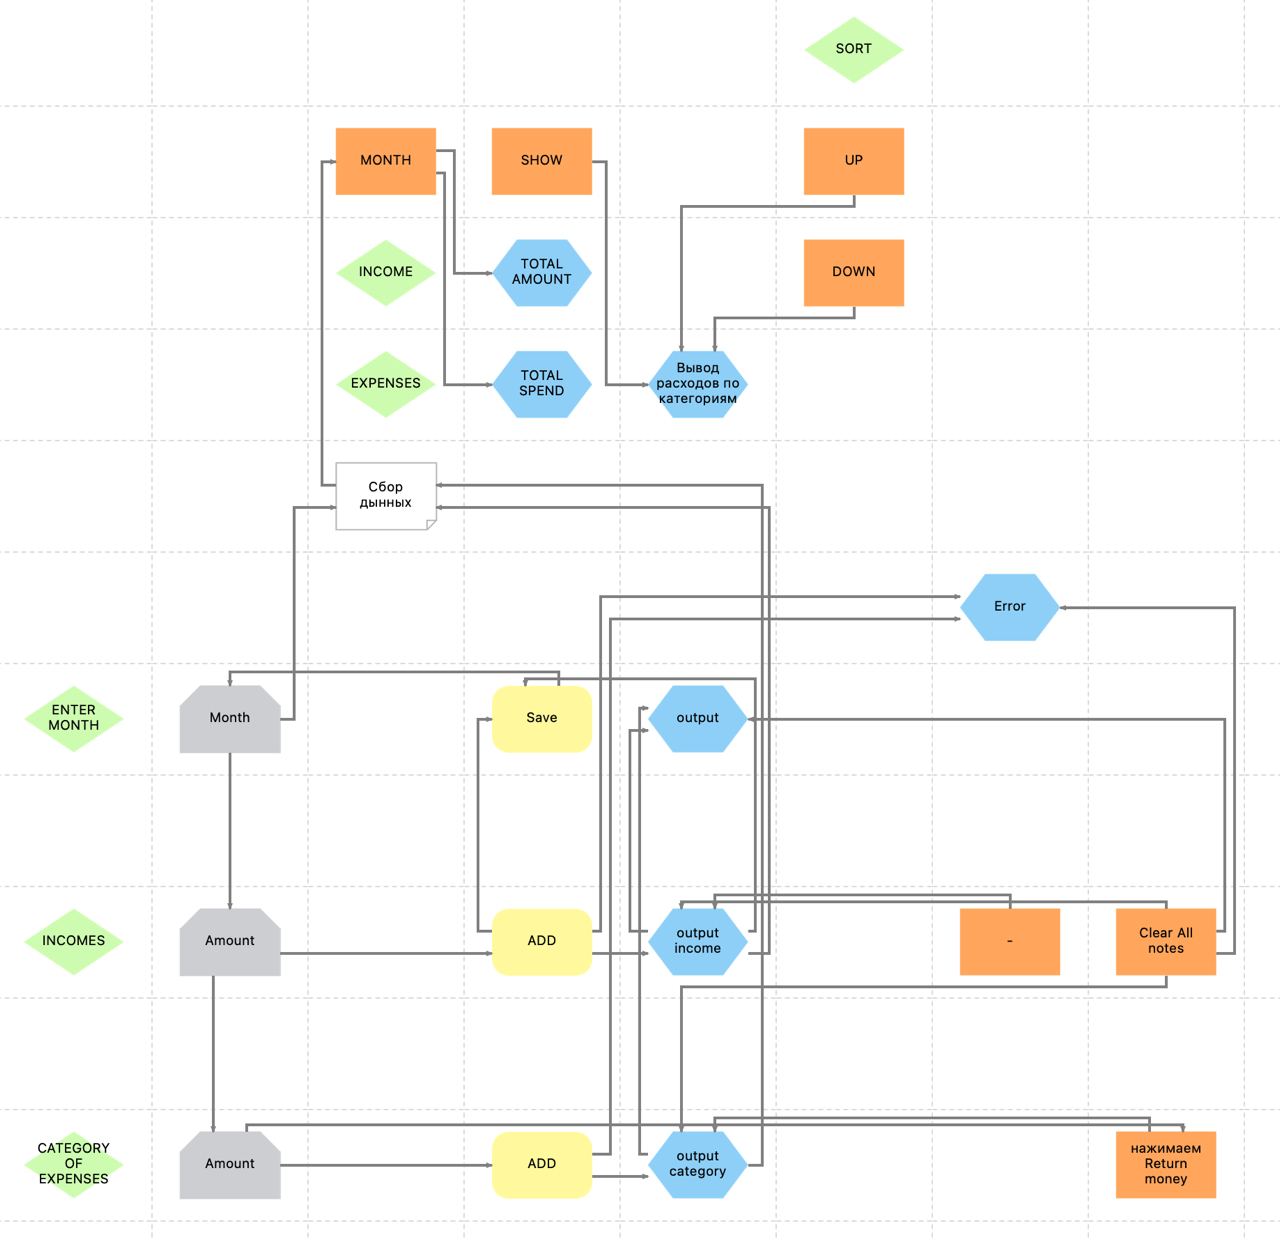 SORT
MONTH
SHOW
UP
INCOME
TOTAL
AMOUNT
DOWN
EXPENSES
TOTAL
SPEND
Вывод
расходов по
категориям
Сбор
дынных
Error
ENTER
MONTH
Month
Save
output
INCOMES
Amount
ADD
output
income
-
Clear All
notes
CATEGORY
OF
EXPENSES
Amount
ADD
output
category
нажимаем
Return
money